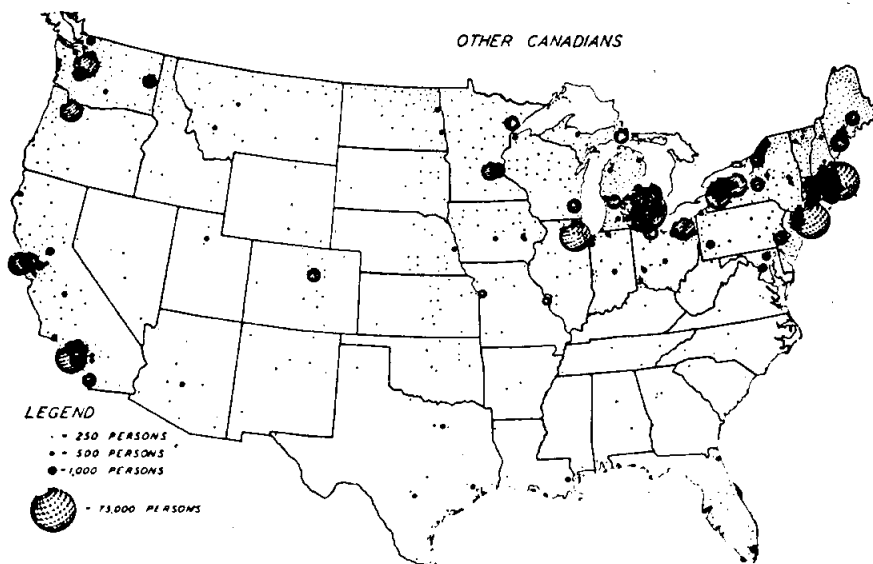 OTHER CANADIANS
LEGEND
· = 250 PERSONS
• = 500 PERSONS
● = 1,000 PERSONS
= 75,000 PERSONS